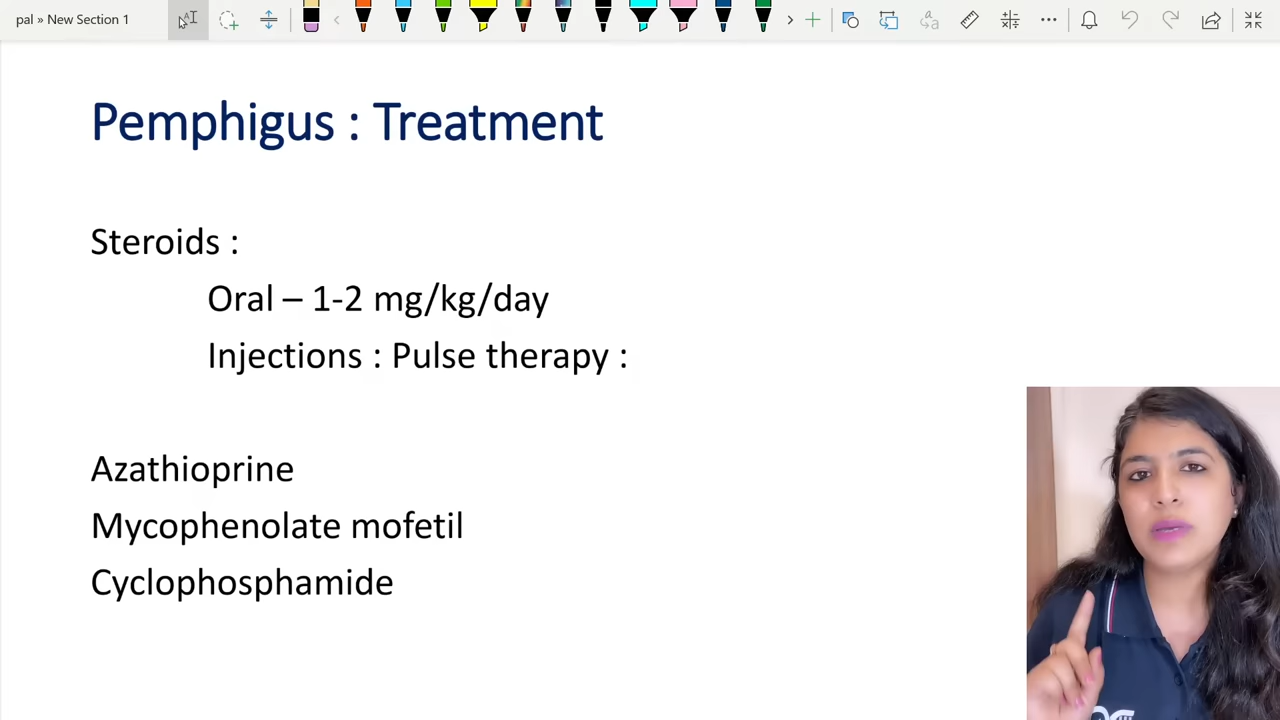 pal » New Section 1
Pemphigus : Treatment
Steroids :
Oral – 1-2 mg/kg/day
Injections : Pulse therapy :
Azathioprine
Mycophenolate mofetil
Cyclophosphamide